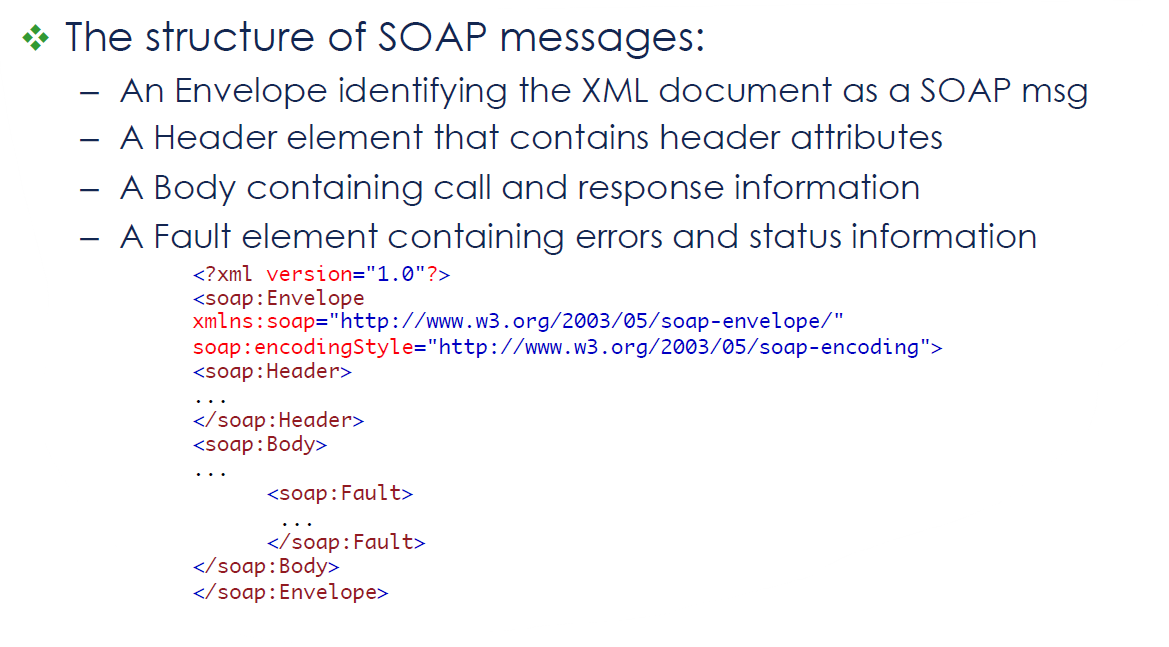 The structure of SOAP messages:
– An Envelope identifying the XML document as a SOAP msg
– A Header element that contains header attributes
– A Body containing call and response information
– A Fault element containing errors and status information
<?xml version="1.0"?>
<soap:Envelope
xmlns:soap="http://www.w3.org/2003/05/soap-envelope/"
soap:encodingStyle="http://www.w3.org/2003/05/soap-encoding">
<soap:Header>
...
</soap:Header>
<soap:Body>
...
<soap:Fault>
...
</soap:Fault>
</soap:Body>
</soap:Envelope>